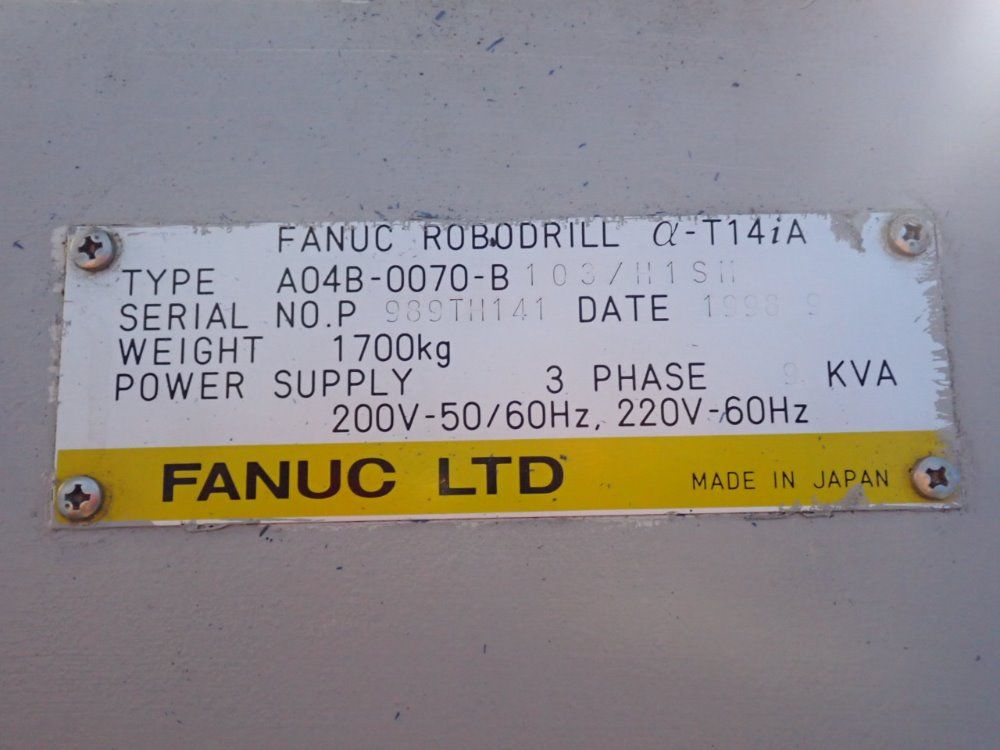 FANUC ROBODRILL α-T14iA
TYPE A04B-0070-B103/H1SH
SERIAL NO.P 989TH141 DATE 1998 9
WEIGHT 1700kg
POWER SUPPLY 3 PHASE 9 KVA
200V-50/60Hz, 220V-60Hz
FANUC LTD MADE IN JAPAN